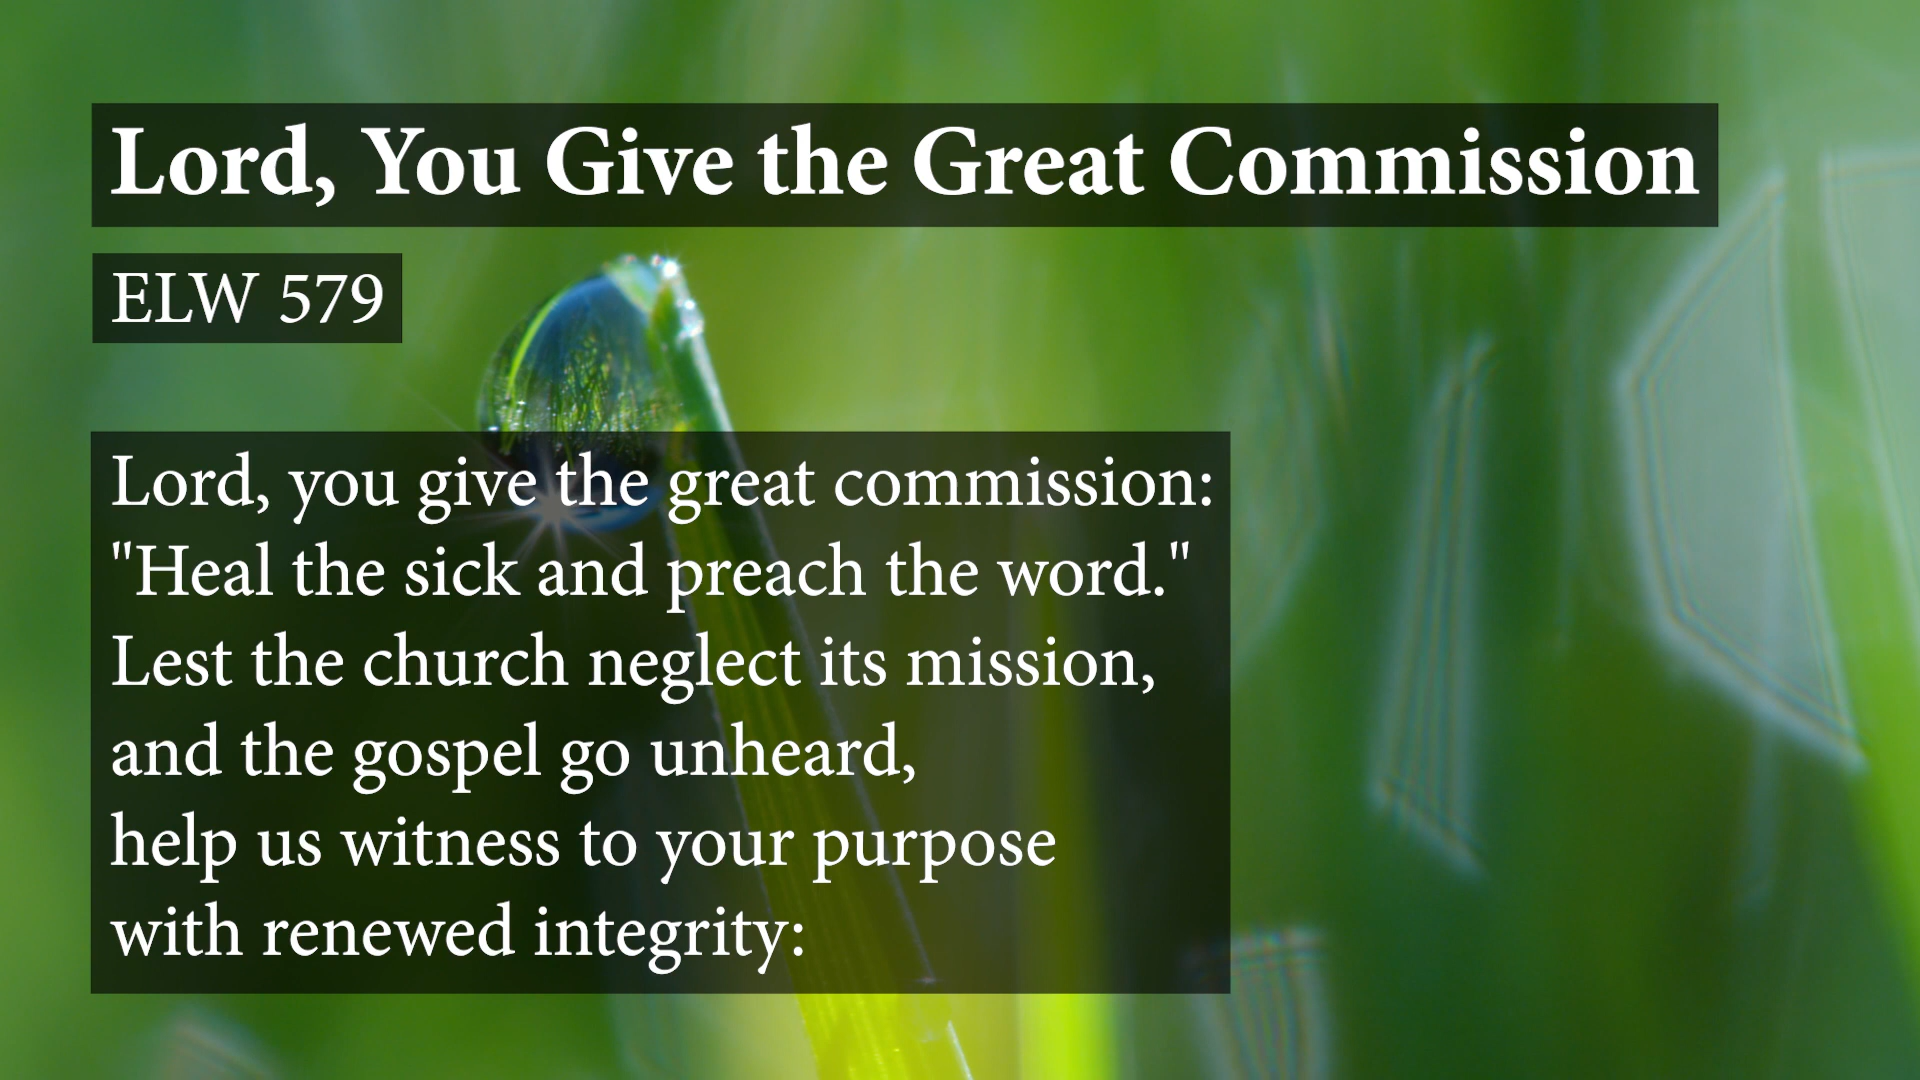 Lord, You Give the Great Commission
ELW 579
Lord, you give the great commission:
"Heal the sick and preach the word."
Lest the church neglect its mission,
and the gospel go unheard,
help us witness to your purpose
with renewed integrity: